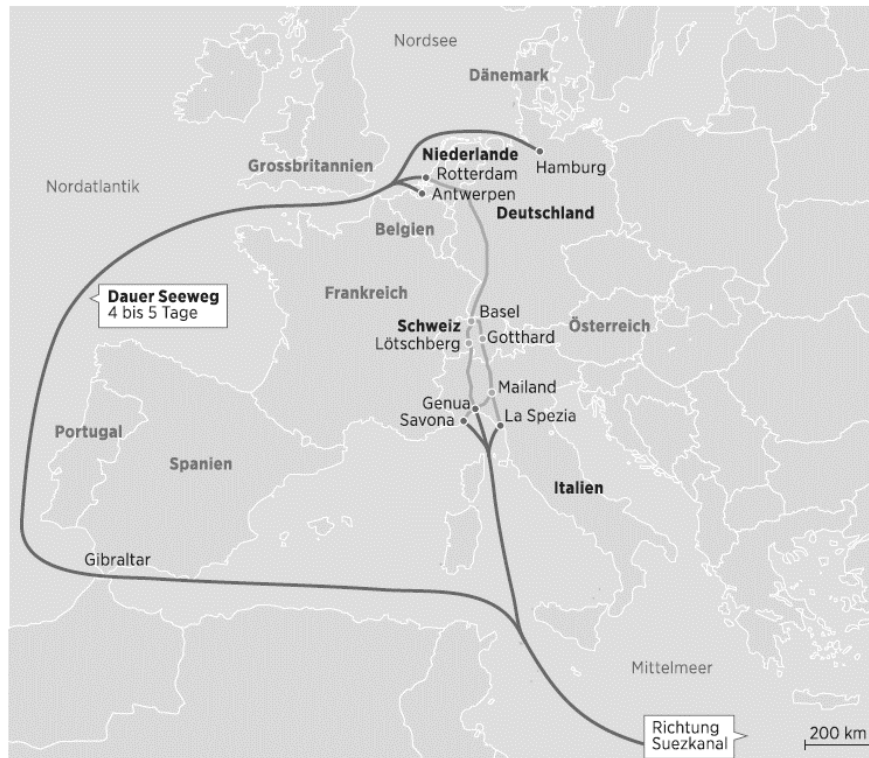 Nordsee
Dänemark
Niederlande
Grossbritannien
Rotterdam
Hamburg
Nordatlantik
Antwerpen
Deutschland
Belgien
Dauer Seeweg
4 bis 5 Tage
Frankreich
Basel
Schweiz
Österreich
Lötschberg
Gotthard
Mailand
Genua
Savona
La Spezia
Portugal
Spanien
Italien
Gibraltar
Mittelmeer
Richtung
Suezkanal
200 km